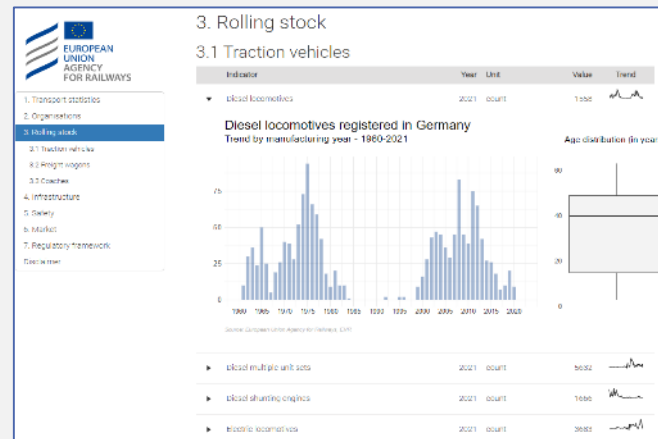 EUROPEAN
UNION
AGENCY
FOR RAILWAYS
1. Transport statistics
2. Organisations
3. Rolling stock
3.1 Traction vehicles
3.2 Freight wagons
3.3 Coaches
4. Infrastructure
5. Safety
6. Market
7. Regulatory framework
Disclaimer
3. Rolling stock
3.1 Traction vehicles
Indicator Year Unit Value Trend
Diesel locomotives 2021 count 1558
Diesel locomotives registered in Germany
Trend by manufacturing year - 1960-2021
Age distribution (in year
75
50
25
0
1960 1965 1970 1975 1980 1985 1990 1995 2000 2005 2010 2015 2020
60
40
20
0
Source: European Union Agency for Railways, EVR
Diesel multiple unit sets 2021 count 5632
Diesel shunting engines 2021 count 1666
Electric locomotives 2021 count 3683